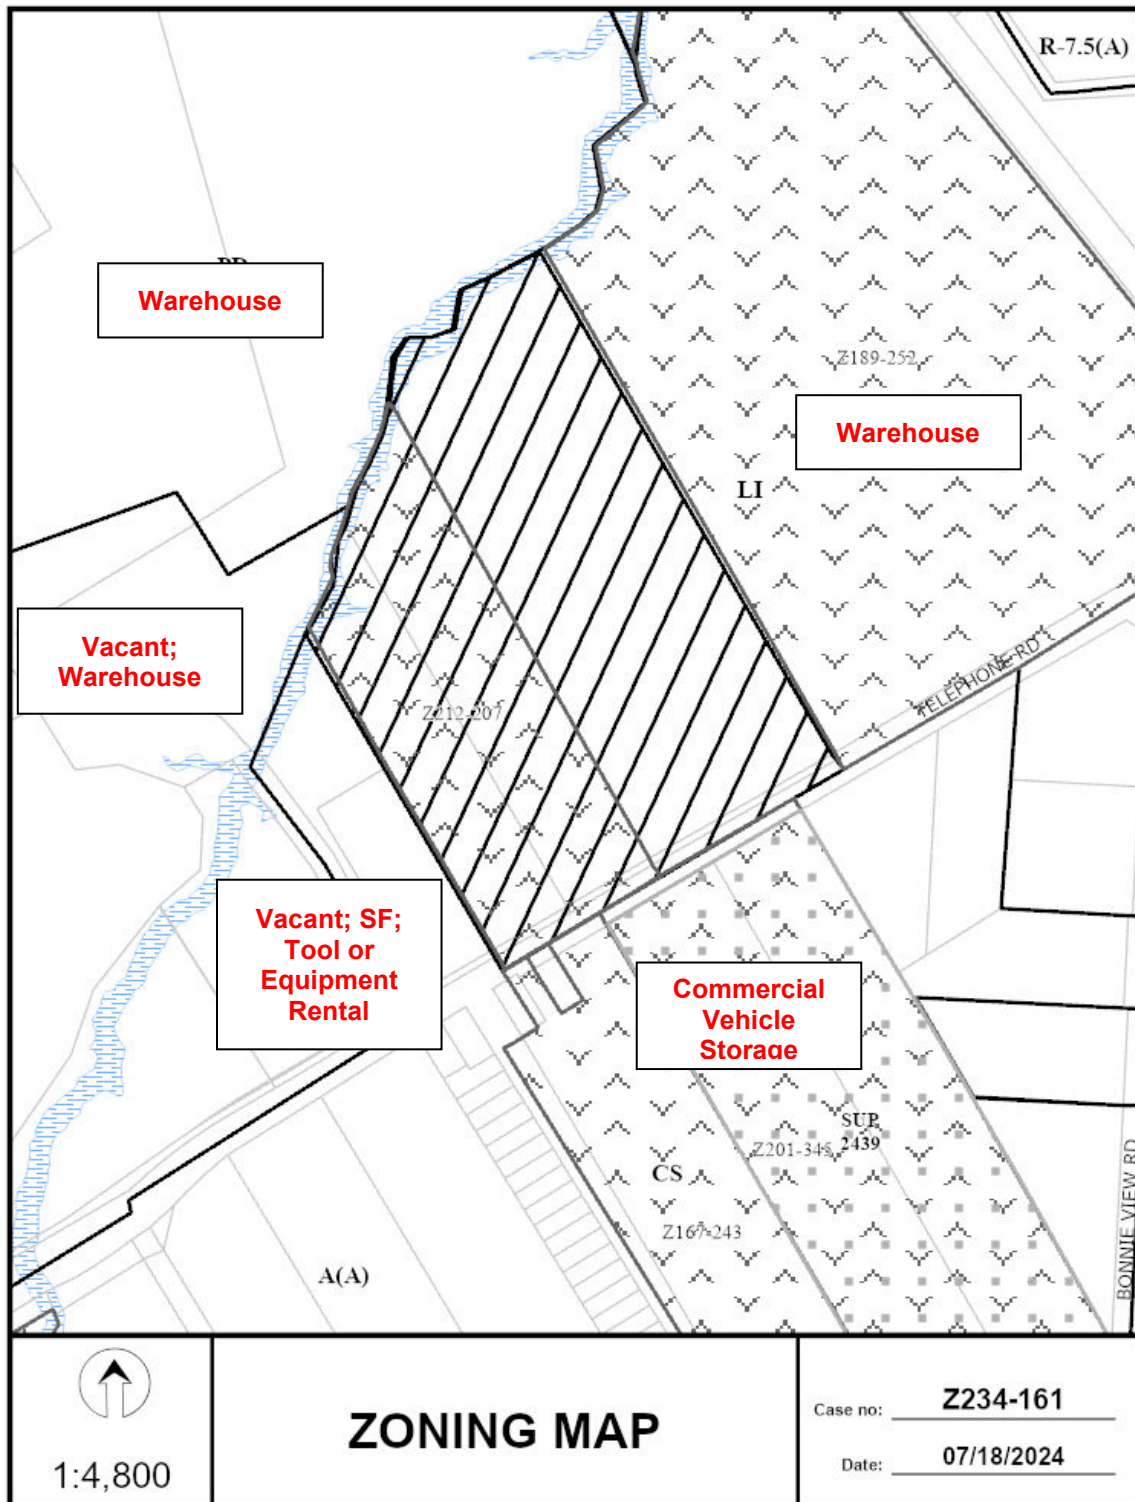 R-7.5(A)
Warehouse
Z189-252
Warehouse
LI
Vacant;
Warehouse
TELEPHONE RD
Z212-207
Vacant; SF;
Tool or
Equipment
Rental
Commercial
Vehicle
Storage
SUP
2439
Z201-345
CS
Z167-243
BONNIE VIEW RD
A(A)
1:4,800
ZONING MAP
Case no: Z234-161
Date: 07/18/2024